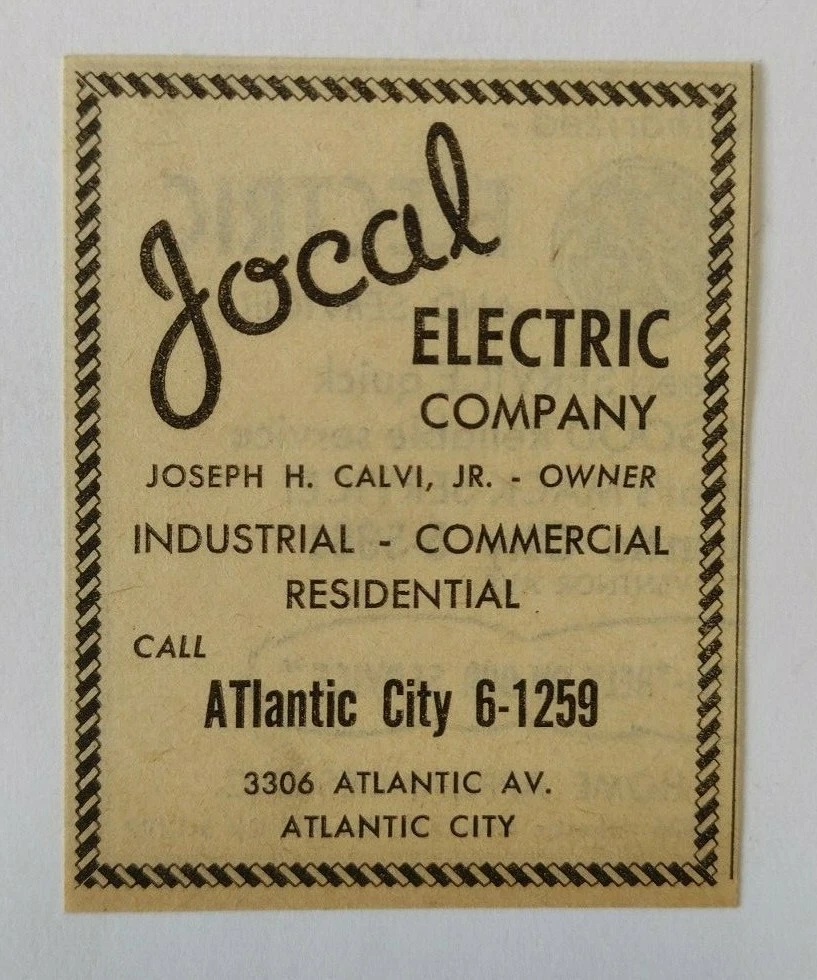 Jocal
ELECTRIC
COMPANY
JOSEPH H. CALVI, JR. - OWNER
INDUSTRIAL - COMMERCIAL
RESIDENTIAL
CALL
ATlantic City 6-1259
3306 ATLANTIC AV.
ATLANTIC CITY